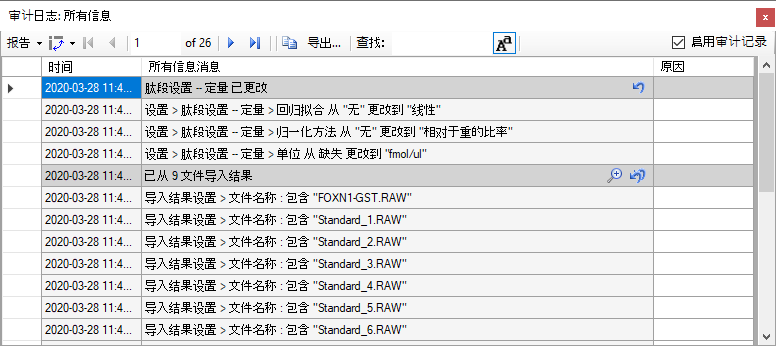 审计日志: 所有信息
报告 1 of 26 导出... 查找: Aa 启用审计记录
时间 所有信息消息 原因
2020-03-28 11:4... 肽段设置 -- 定量 已更改
2020-03-28 11:4... 设置 > 肽段设置 -- 定量 > 回归拟合 从 "无" 更改到 "线性"
2020-03-28 11:4... 设置 > 肽段设置 -- 定量 > 归一化方法 从 "无" 更改到 "相对于重的比率"
2020-03-28 11:4... 设置 > 肽段设置 -- 定量 > 单位 从 缺失 更改到 "fmol/ul"
2020-03-28 11:4... 已从 9 文件导入结果
2020-03-28 11:4... 导入结果设置 > 文件名称 : 包含 "FOXN1-GST.RAW"
2020-03-28 11:4... 导入结果设置 > 文件名称 : 包含 "Standard_1.RAW"
2020-03-28 11:4... 导入结果设置 > 文件名称 : 包含 "Standard_2.RAW"
2020-03-28 11:4... 导入结果设置 > 文件名称 : 包含 "Standard_3.RAW"
2020-03-28 11:4... 导入结果设置 > 文件名称 : 包含 "Standard_4.RAW"
2020-03-28 11:4... 导入结果设置 > 文件名称 : 包含 "Standard_5.RAW"
2020-03-28 11:4... 导入结果设置 > 文件名称 : 包含 "Standard_6.RAW"